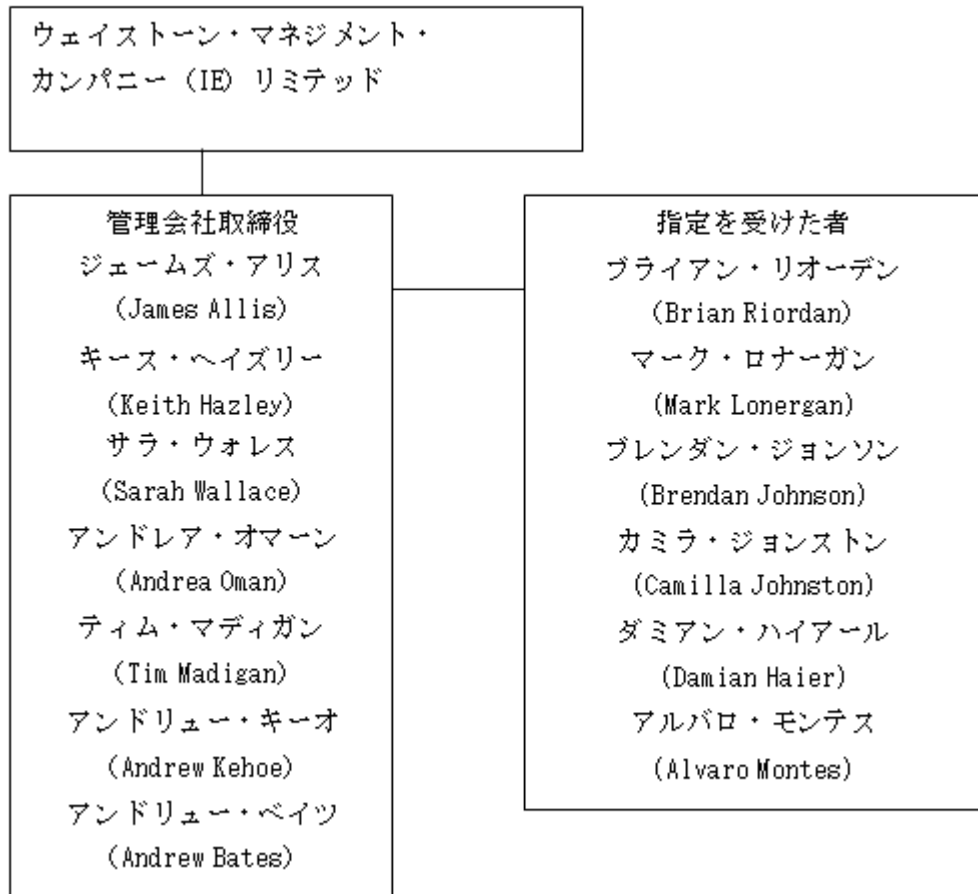 ウェイストーン・マネジメント・
カンパニー (IE) リミテッド
管理会社取締役
ジェームズ・アリス
(James Allis)
キース・ヘイズリー
(Keith Hazley)
サラ・ウォレス
(Sarah Wallace)
アンドレア・オマーン
(Andrea Oman)
ティム・マディガン
(Tim Madigan)
アンドリュー・キーオ
(Andrew Kehoe)
アンドリュー・ベイツ
(Andrew Bates)
指定を受けた者
ブライアン・リオーデン
(Brian Riordan)
マーク・ロナーガン
(Mark Lonergan)
ブレンダン・ジョンソン
(Brendan Johnson)
カミラ・ジョンストン
(Camilla Johnston)
ダミアン・ハイアール
(Damian Haier)
アルバロ・モンテス
(Alvaro Montes)